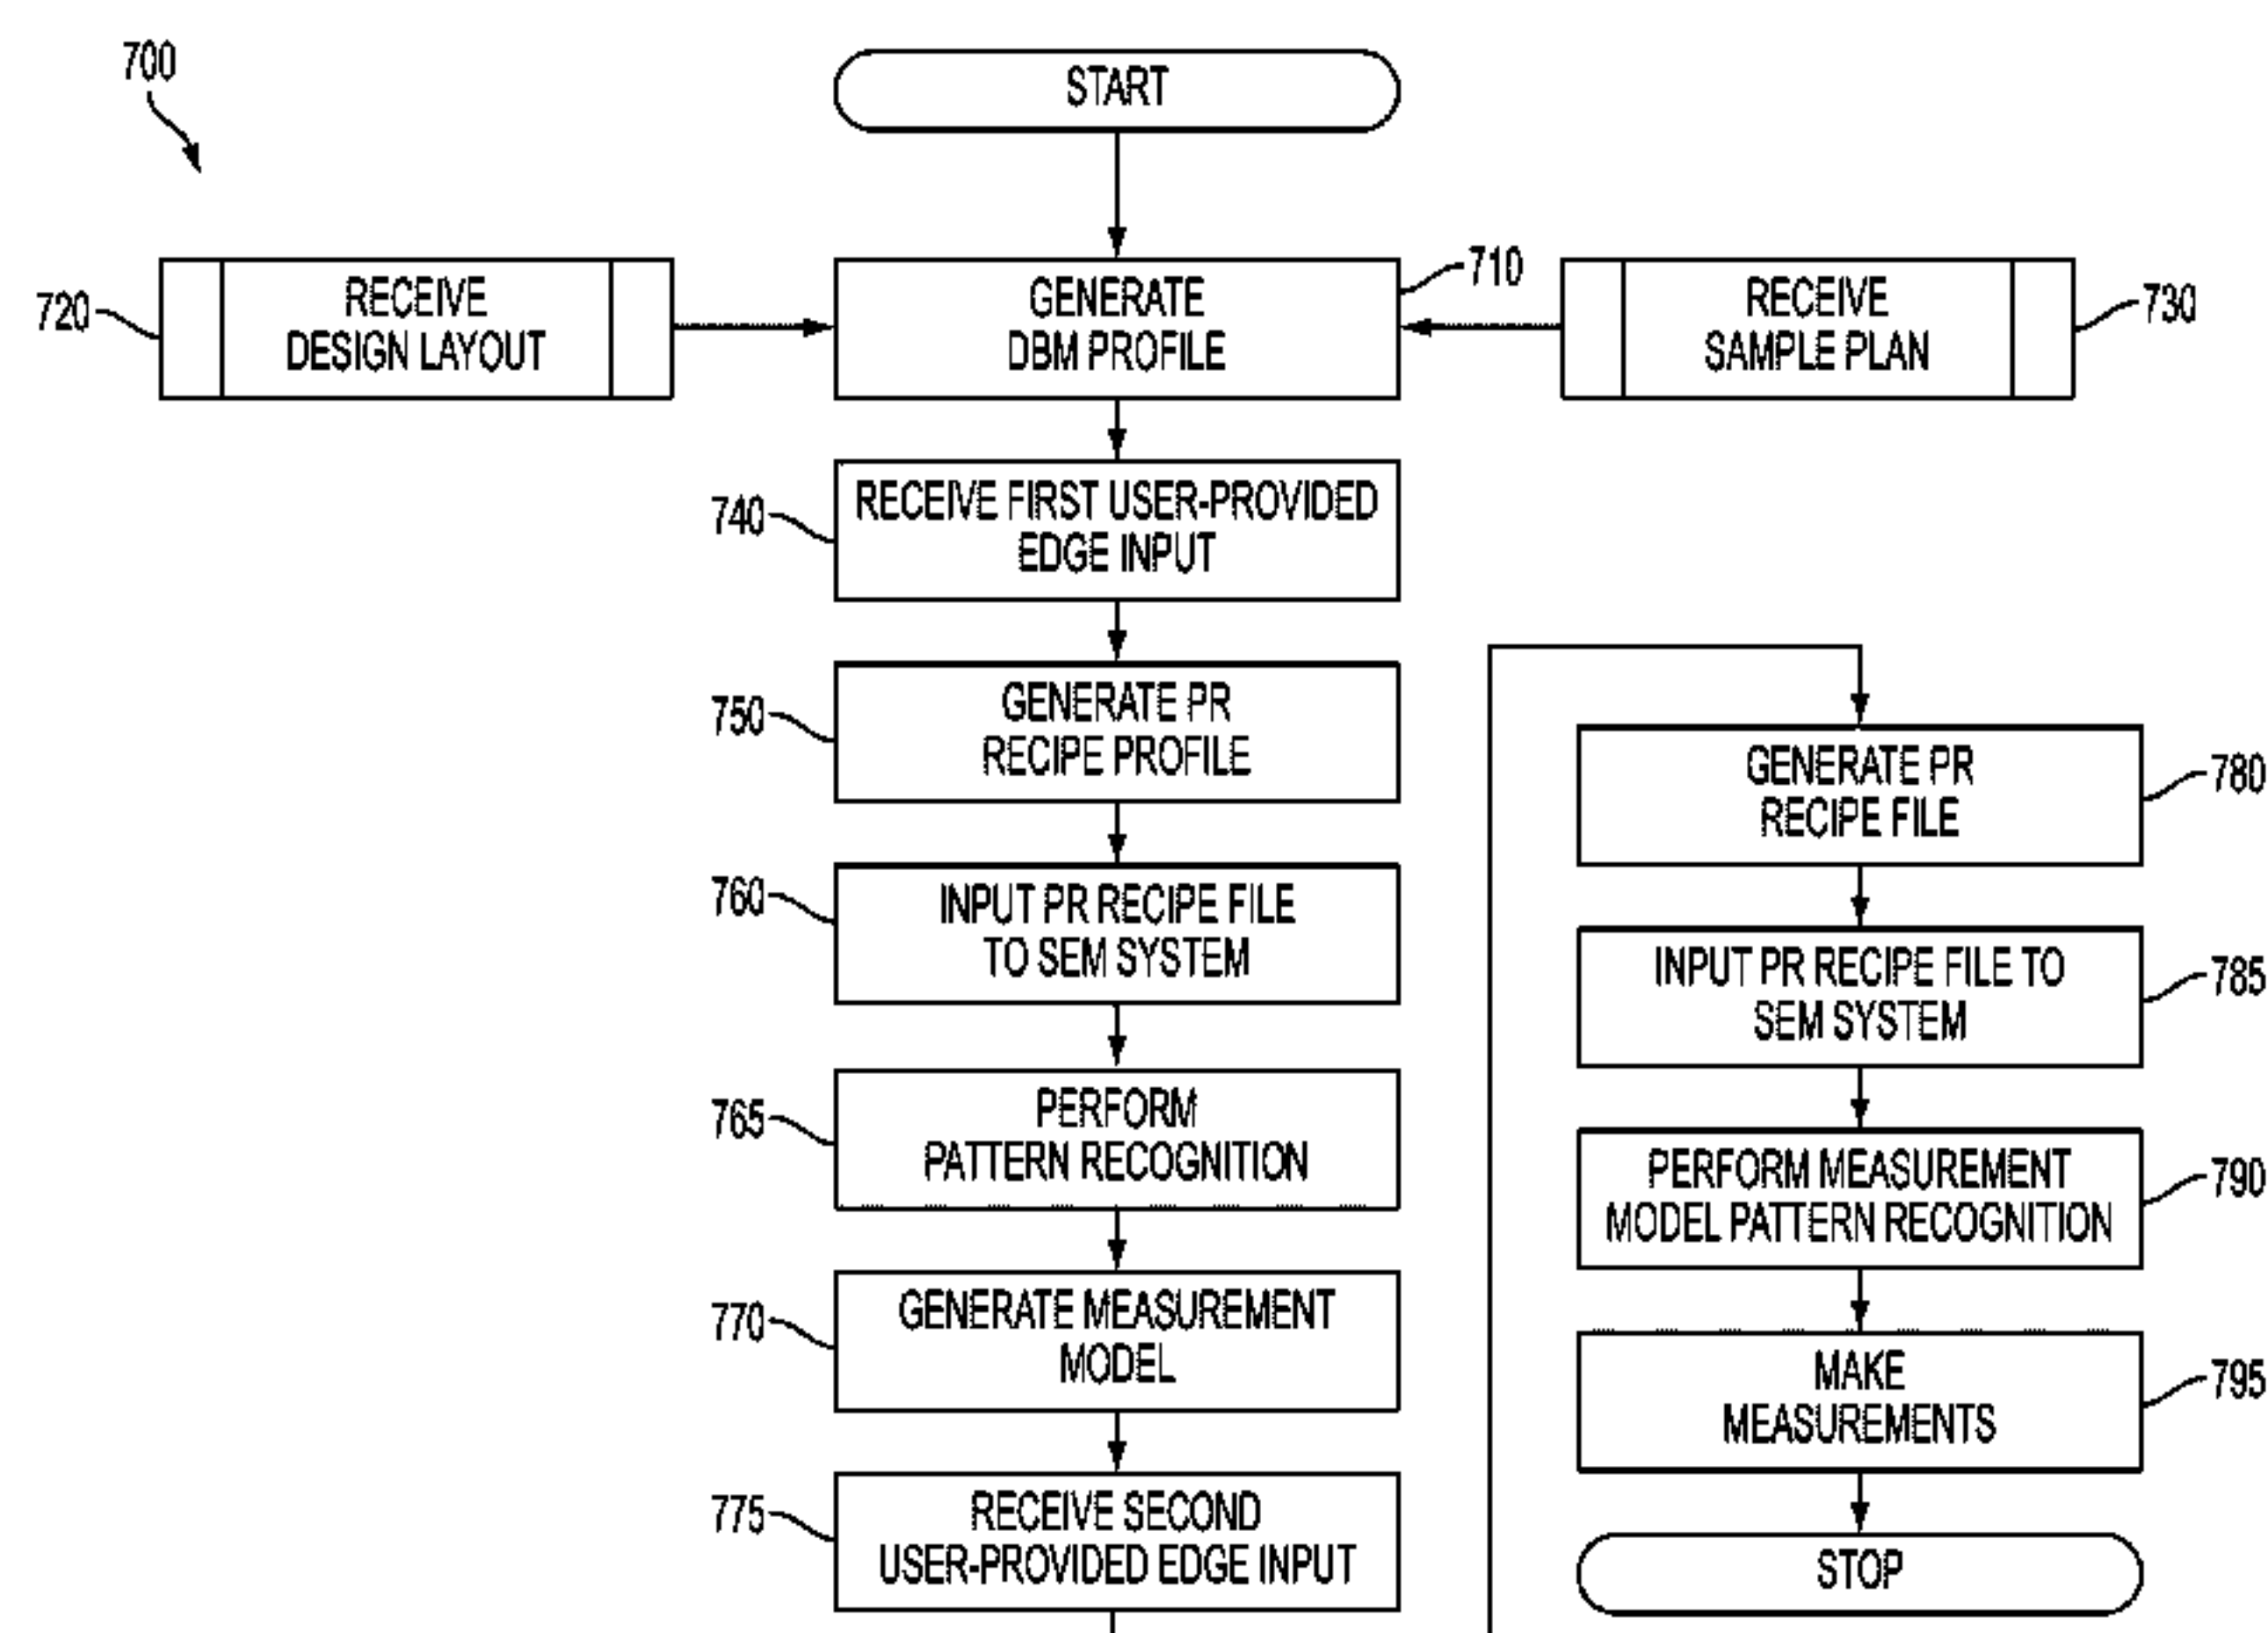 700
START
720
RECEIVE
DESIGN LAYOUT
GENERATE
DBM PROFILE
710
RECEIVE
SAMPLE PLAN
730
740
RECEIVE FIRST USER-PROVIDED
EDGE INPUT
750
GENERATE PR
RECIPE PROFILE
760
INPUT PR RECIPE FILE
TO SEM SYSTEM
765
PERFORM
PATTERN RECOGNITION
770
GENERATE MEASUREMENT
MODEL
775
RECEIVE SECOND
USER-PROVIDED EDGE INPUT
GENERATE PR
RECIPE FILE
780
INPUT PR RECIPE FILE TO
SEM SYSTEM
785
PERFORM MEASUREMENT
MODEL PATTERN RECOGNITION
790
MAKE
MEASUREMENTS
795
STOP